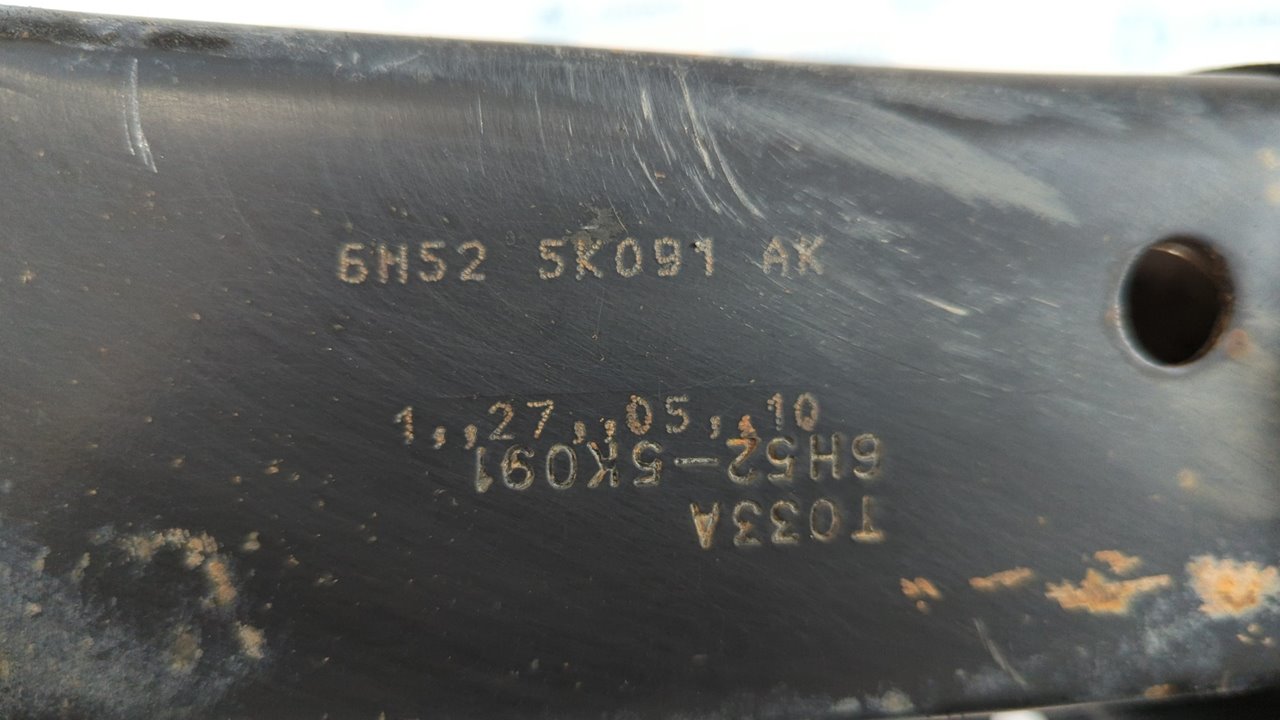 6H52 5K091 AK
1,,27,,05,,10
6H52-5K091
T033A